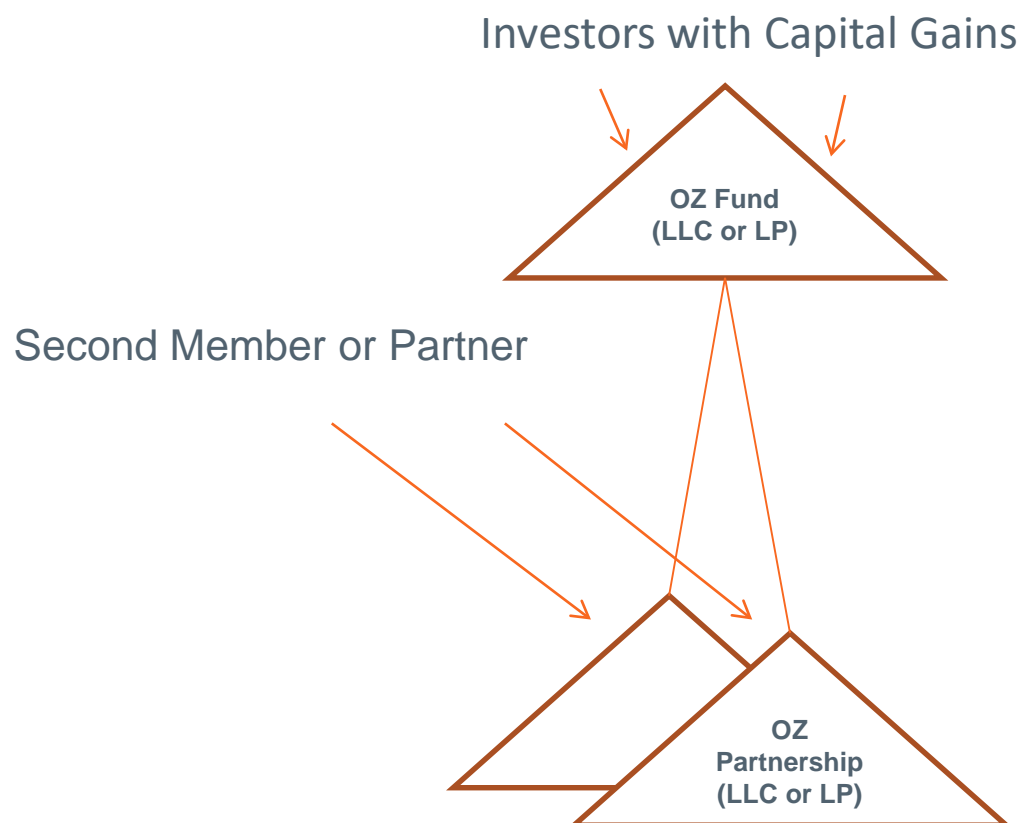 Investors with Capital Gains
OZ Fund
(LLC or LP)
Second Member or Partner
OZ
Partnership
(LLC or LP)